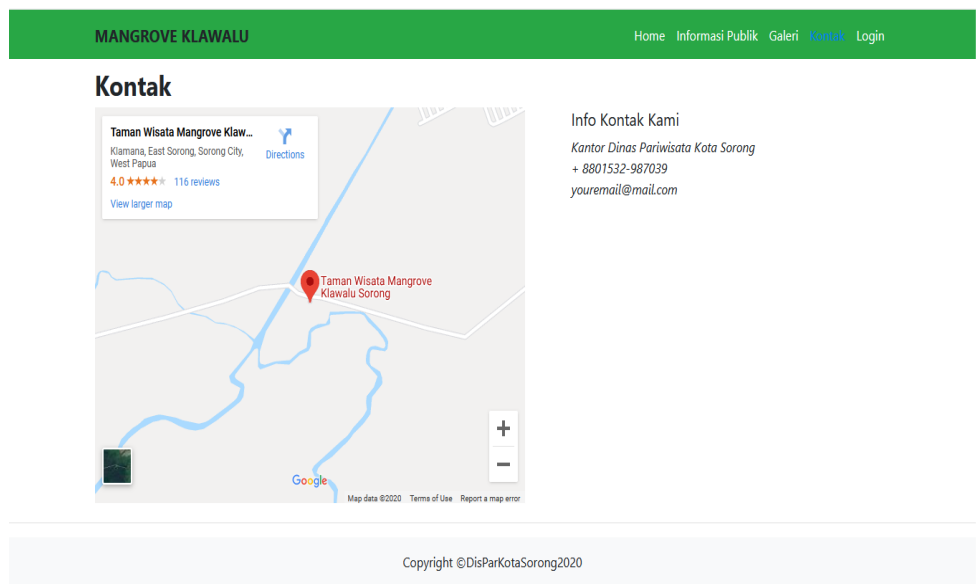 MANGROVE KLAWALU
Home Informasi Publik Galeri Kontak Login
Kontak
Taman Wisata Mangrove Klaw...
Klamana, East Sorong, Sorong City,
West Papua
Directions
4.0 ★★★★★ 116 reviews
View larger map
Taman Wisata Mangrove
Klawalu Sorong
Google
Map data ©2020 Terms of Use Report a map error
Info Kontak Kami
Kantor Dinas Pariwisata Kota Sorong
+ 8801532-987039
youremail@mail.com
Copyright ©DisParKotaSorong2020